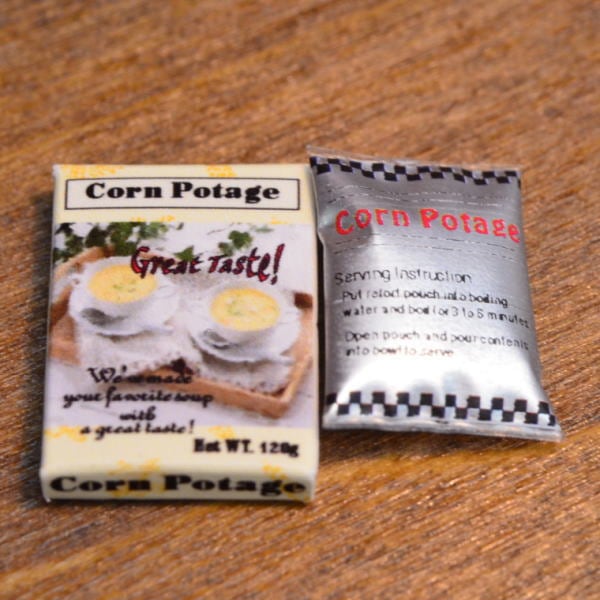 Corn Potage
Great Taste!
We've made
your favorite soup
with
a great taste!
Net WT. 120g
Corn Potage
Corn Potage
Serving Instruction
Put retort pouch into boiling
water and boil for 3 to 5 minutes
Open pouch and pour contents
into bowl to serve